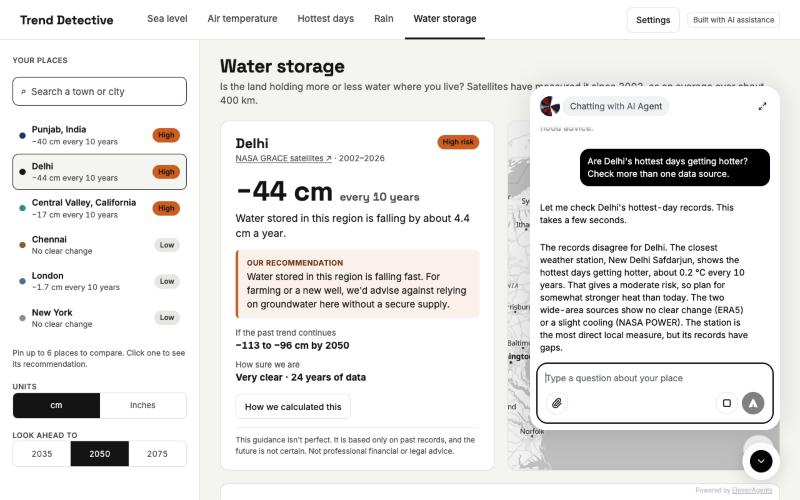 Trend Detective
Sea level
Air temperature
Hottest days
Rain
Water storage
Settings
Built with AI assistance
YOUR PLACES
Search a town or city
Punjab, India
−40 cm every 10 years
High
Delhi
−44 cm every 10 years
High
Central Valley, California
−17 cm every 10 years
High
Chennai
No clear change
Low
London
−1.7 cm every 10 years
Low
New York
No clear change
Low
Pin up to 6 places to compare. Click one to see
its recommendation.
UNITS
cm
Inches
LOOK AHEAD TO
2035
2050
2075
Water storage
Is the land holding more or less water where you live? Satellites have measured it since 2002, as an average over about
400 km.
Delhi
High risk
NASA GRACE satellites ↗ · 2002–2026
−44 cm every 10 years
Water stored in this region is falling by about 4.4
cm a year.
OUR RECOMMENDATION
Water stored in this region is falling fast. For
farming or a new well, we'd advise against relying
on groundwater here without a secure supply.
If the past trend continues
−113 to −96 cm by 2050
How sure we are
Very clear · 24 years of data
How we calculated this
This guidance isn't perfect. It is based only on past records, and the
future is not certain. Not professional financial or legal advice.
Norfolk
Chatting with AI Agent
flood advice.
Are Delhi's hottest days getting hotter?
Check more than one data source.
Let me check Delhi's hottest-day records. This
takes a few seconds.
The records disagree for Delhi. The closest
weather station, New Delhi Safdarjun, shows the
hottest days getting hotter, about 0.2 °C every 10
years. That gives a moderate risk, so plan for
somewhat stronger heat than today. The two
wide-area sources show no clear change (ERA5)
or a slight cooling (NASA POWER). The station is
the most direct local measure, but its records have
gaps.
Type a question about your place
Powered by ElevenAgents